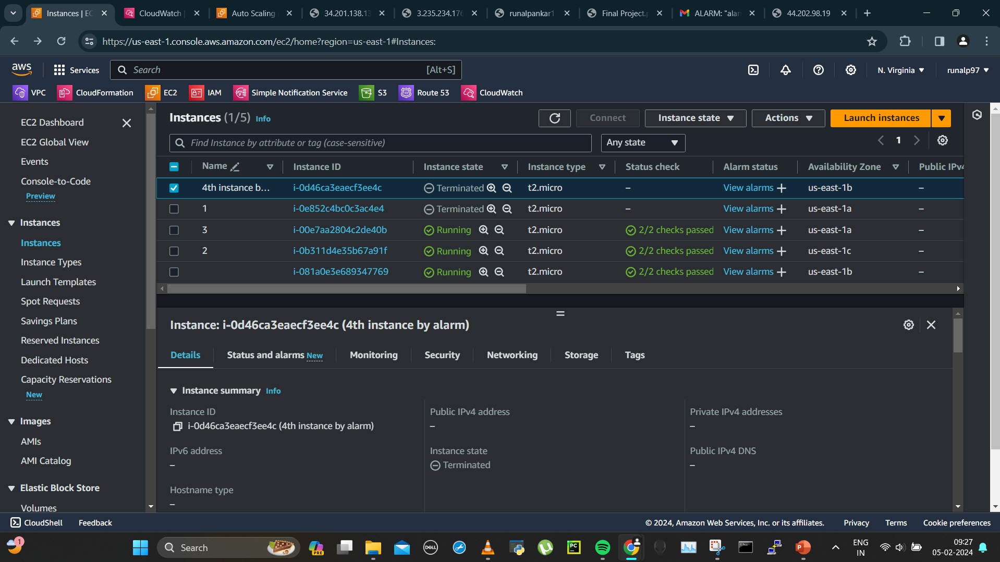 Instances | EC
CloudWatch |
Auto Scaling
34.201.138.13
3.235.234.176
runalpankar1
Final Project.p
ALARM: "alar
44.202.98.19
https://us-east-1.console.aws.amazon.com/ec2/home?region=us-east-1#Instances:
aws
Services
Search
[Alt+S]
N. Virginia
runalp97
VPC
CloudFormation
EC2
IAM
Simple Notification Service
S3
Route 53
CloudWatch
EC2 Dashboard
EC2 Global View
Events
Console-to-Code
Preview
Instances
Instances
Instance Types
Launch Templates
Spot Requests
Savings Plans
Reserved Instances
Dedicated Hosts
Capacity Reservations
New
Images
AMIs
AMI Catalog
Elastic Block Store
Volumes
Instances (1/5) Info
Connect
Instance state
Actions
Launch instances
Find Instance by attribute or tag (case-sensitive)
Any state
1
Name Instance ID Instance state Instance type Status check Alarm status Availability Zone Public IPv4
4th instance b... i-0d46ca3eaecf3ee4c Terminated t2.micro – View alarms + us-east-1b –
1 i-0e852c4bc0c3ac4e4 Terminated t2.micro – View alarms + us-east-1a –
3 i-00e7aa2804c2de40b Running t2.micro 2/2 checks passed View alarms + us-east-1a –
2 i-0b311d4e35b67a91f Running t2.micro 2/2 checks passed View alarms + us-east-1c –
i-081a0e3e689347769 Running t2.micro 2/2 checks passed View alarms + us-east-1b –
Instance: i-0d46ca3eaecf3ee4c (4th instance by alarm)
Details
Status and alarms New
Monitoring
Security
Networking
Storage
Tags
Instance summary Info
Instance ID
i-0d46ca3eaecf3ee4c (4th instance by alarm)
Public IPv4 address
–
Private IPv4 addresses
–
IPv6 address
–
Instance state
Terminated
Public IPv4 DNS
–
Hostname type
–
CloudShell
Feedback
© 2024, Amazon Web Services, Inc. or its affiliates.
Privacy
Terms
Cookie preferences
1
Search
PRE
DELL
PC
P
ENG
IN
09:27
05-02-2024